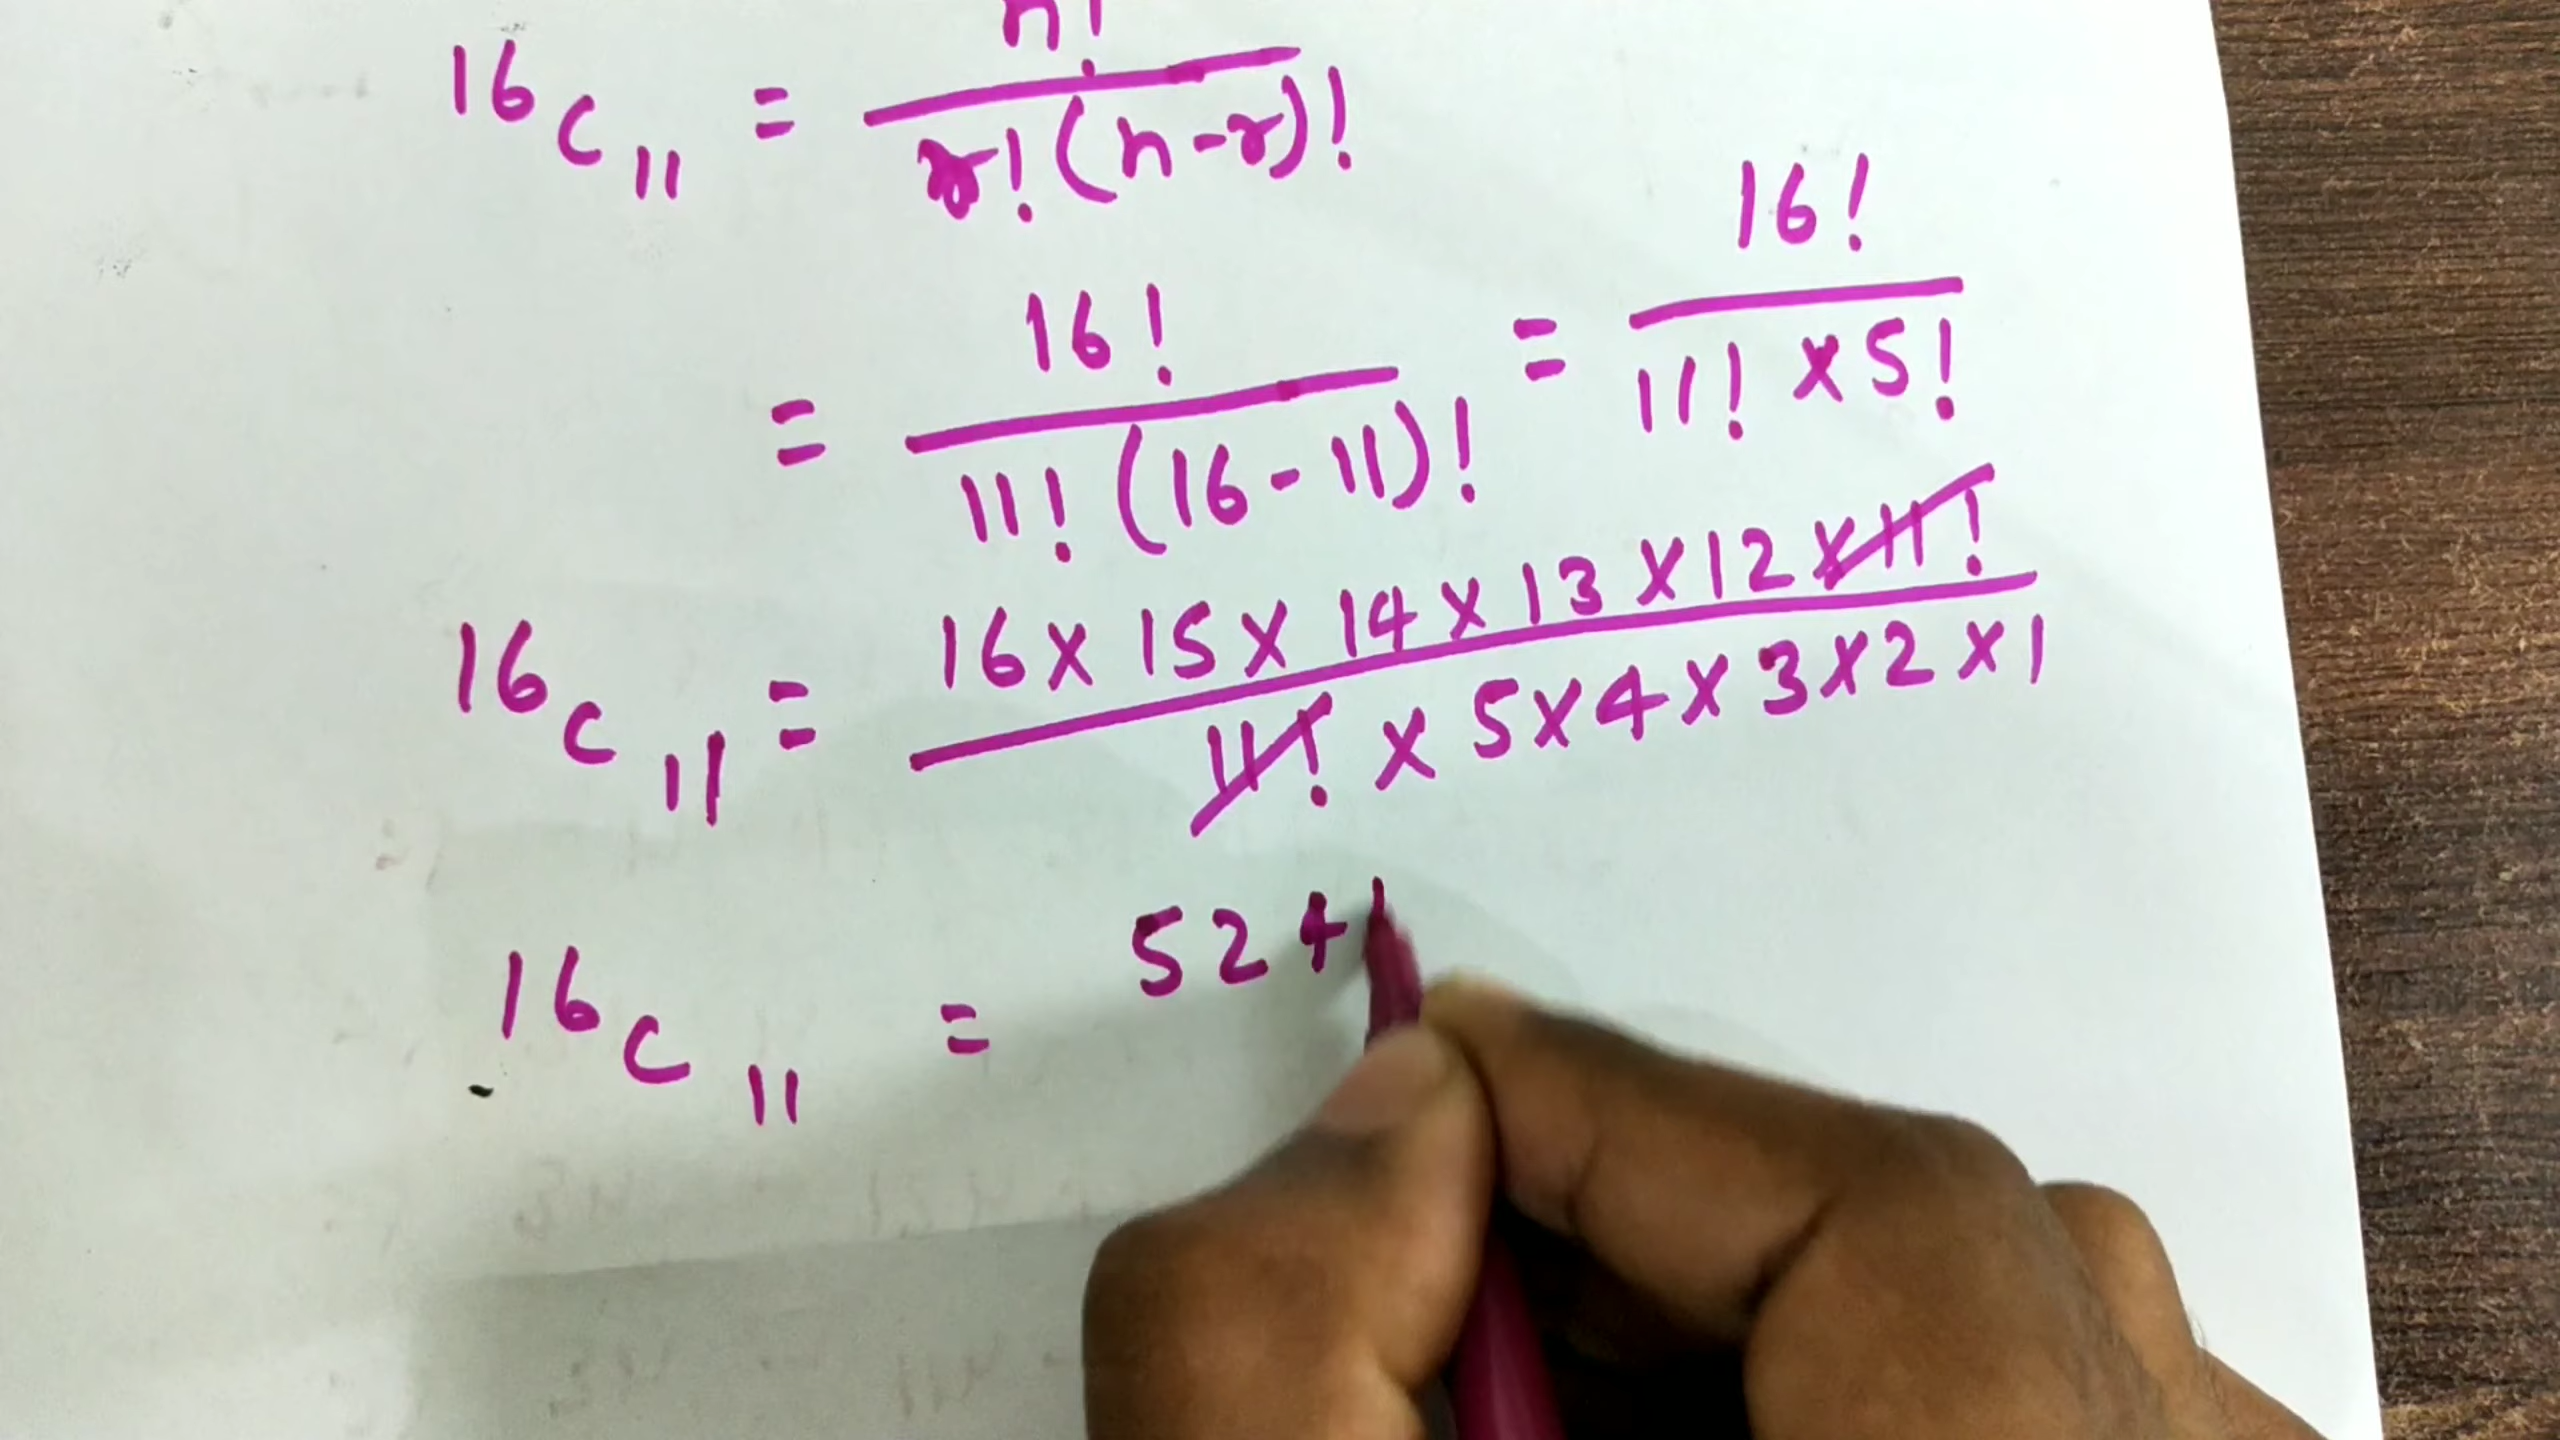 16C11 = n! / r!(n-r)!
= 16! / 11!(16-11)! = 16! / 11! × 5!
16C11 = 16 × 15 × 14 × 13 × 12 × 11! / 11! × 5 × 4 × 3 × 2 × 1
16C11 = 524